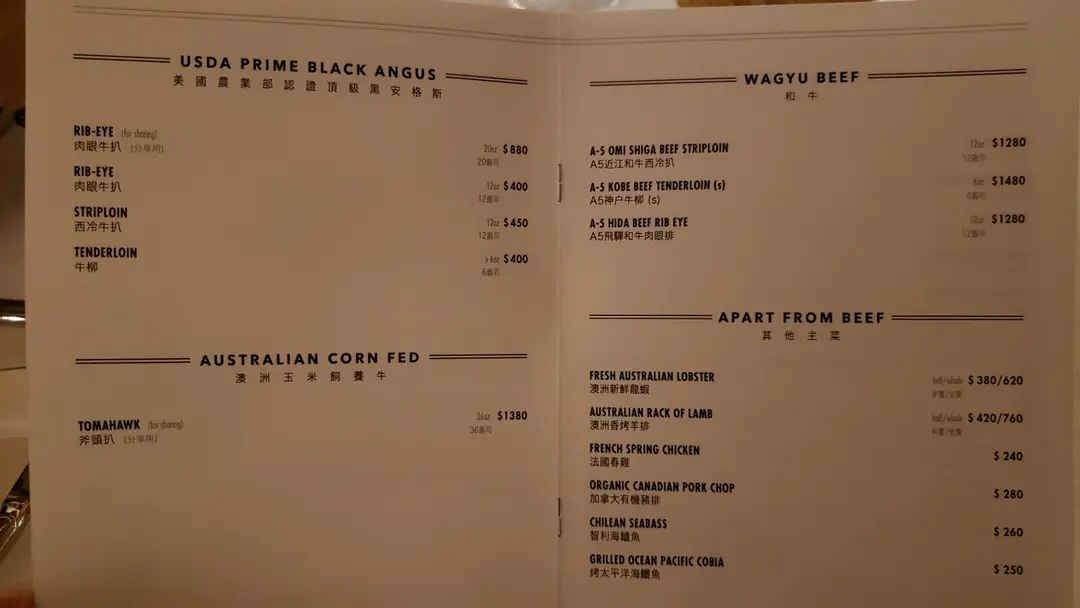 USDA PRIME BLACK ANGUS
美國農業部認證頂級黑安格斯
RIB-EYE (for sharing) 20oz $880
肉眼牛扒 (分享用) 20盎司
RIB-EYE 12oz $400
肉眼牛扒 12盎司
STRIPLOIN 12oz $450
西冷牛扒 12盎司
TENDERLOIN 6oz $400
牛柳 6盎司
AUSTRALIAN CORN FED
澳洲玉米飼養牛
TOMAHAWK (for sharing) 36oz $1380
斧頭扒 (分享用) 36盎司
WAGYU BEEF
和牛
A-5 OMI SHIGA BEEF STRIPLOIN 12oz $1280
A5近江和牛西冷扒 12盎司
A-5 KOBE BEEF TENDERLOIN (s) 6oz $1480
A5神户牛柳 (s) 6盎司
A-5 HIDA BEEF RIB EYE 12oz $1280
A5飛驒和牛肉眼排 12盎司
APART FROM BEEF
其他主菜
FRESH AUSTRALIAN LOBSTER half/whole $380/620
澳洲新鮮龍蝦 半隻/全隻
AUSTRALIAN RACK OF LAMB half/whole $420/760
澳洲香烤羊排
FRENCH SPRING CHICKEN $240
法國春雞
ORGANIC CANADIAN PORK CHOP $280
加拿大有機豬排
CHILEAN SEABASS $260
智利海鱸魚
GRILLED OCEAN PACIFIC COBIA $250
烤太平洋海鱺魚